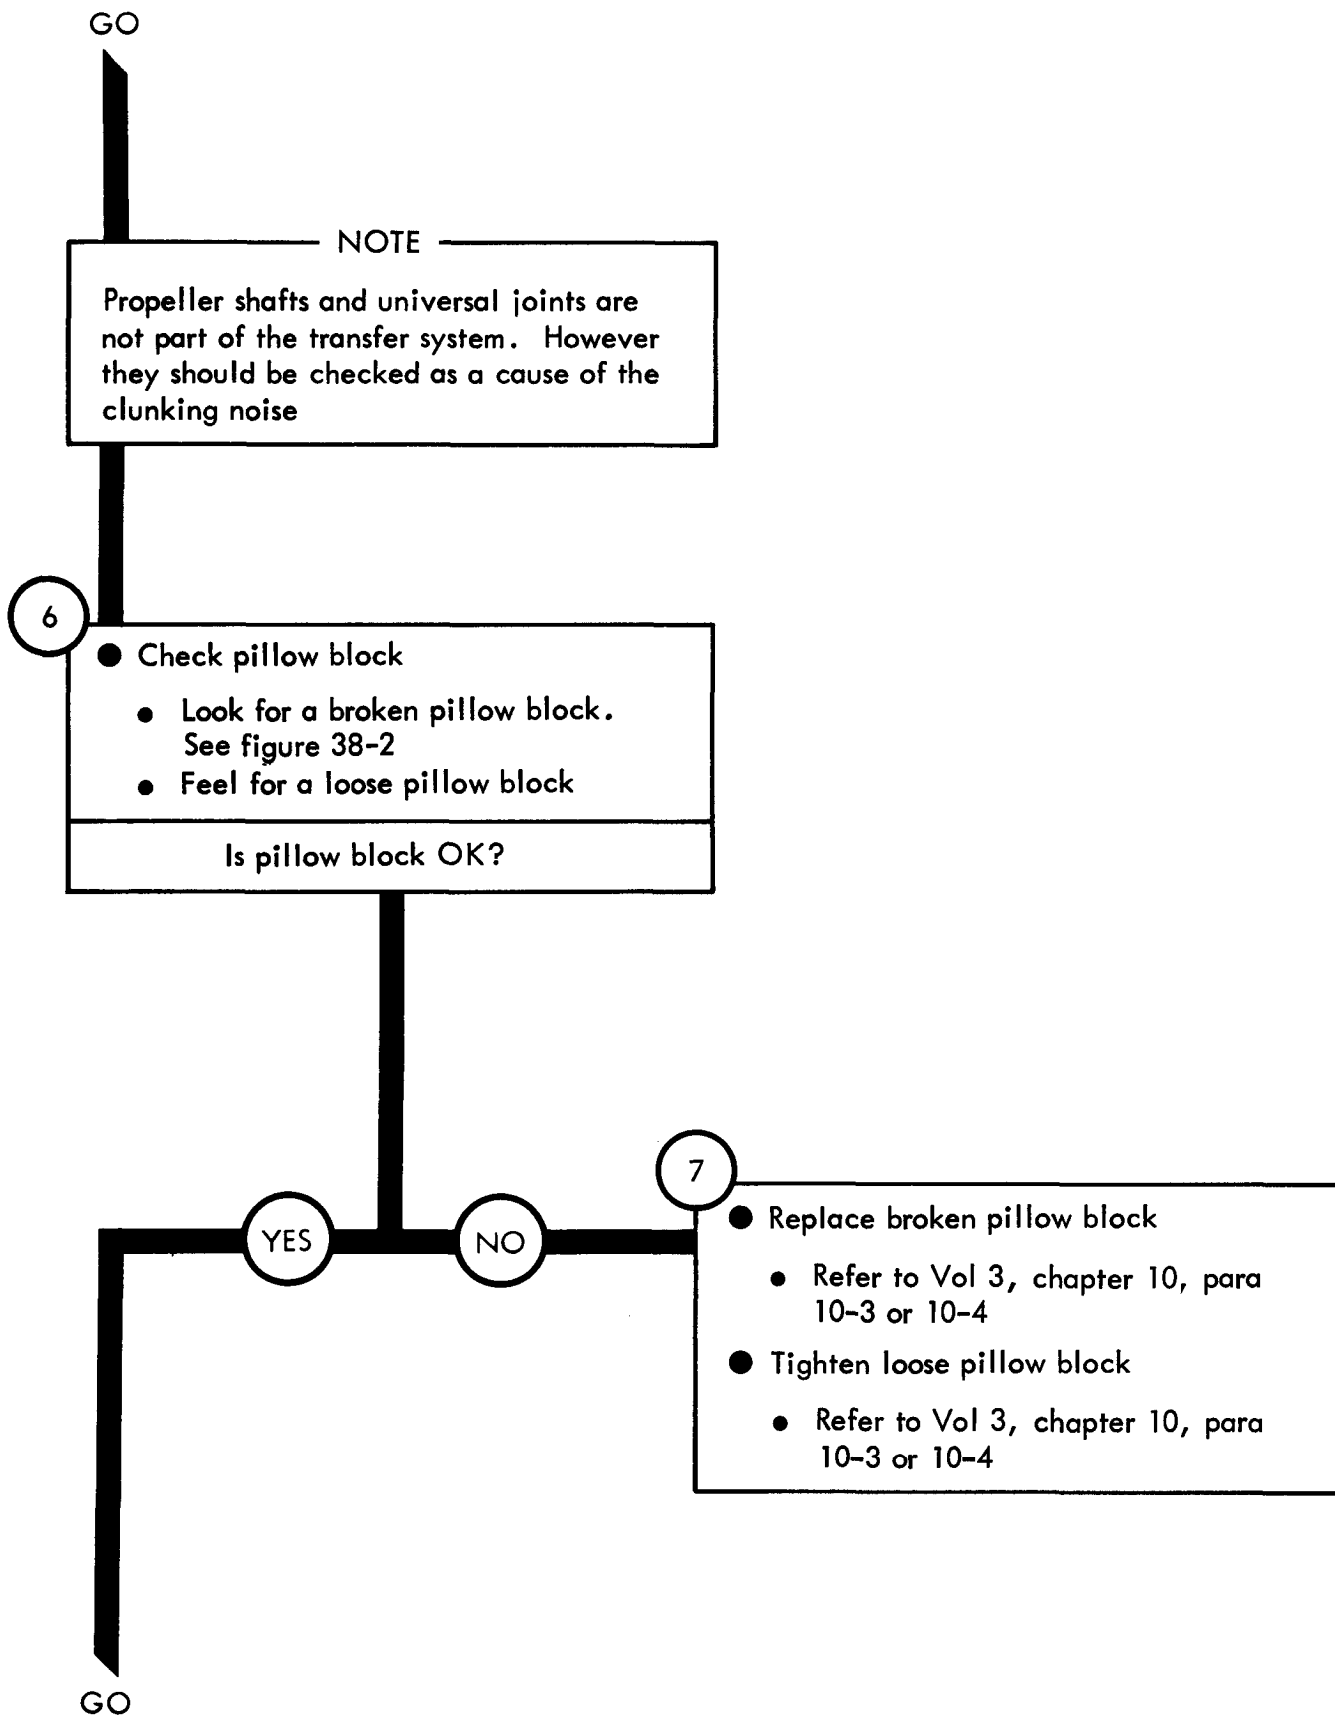 GO
NOTE
Propeller shafts and universal joints are
not part of the transfer system. However
they should be checked as a cause of the
clunking noise
6
● Check pillow block
● Look for a broken pillow block.
See figure 38-2
● Feel for a loose pillow block
Is pillow block OK?
YES
NO
7
● Replace broken pillow block
● Refer to Vol 3, chapter 10, para
10-3 or 10-4
● Tighten loose pillow block
● Refer to Vol 3, chapter 10, para
10-3 or 10-4
GO